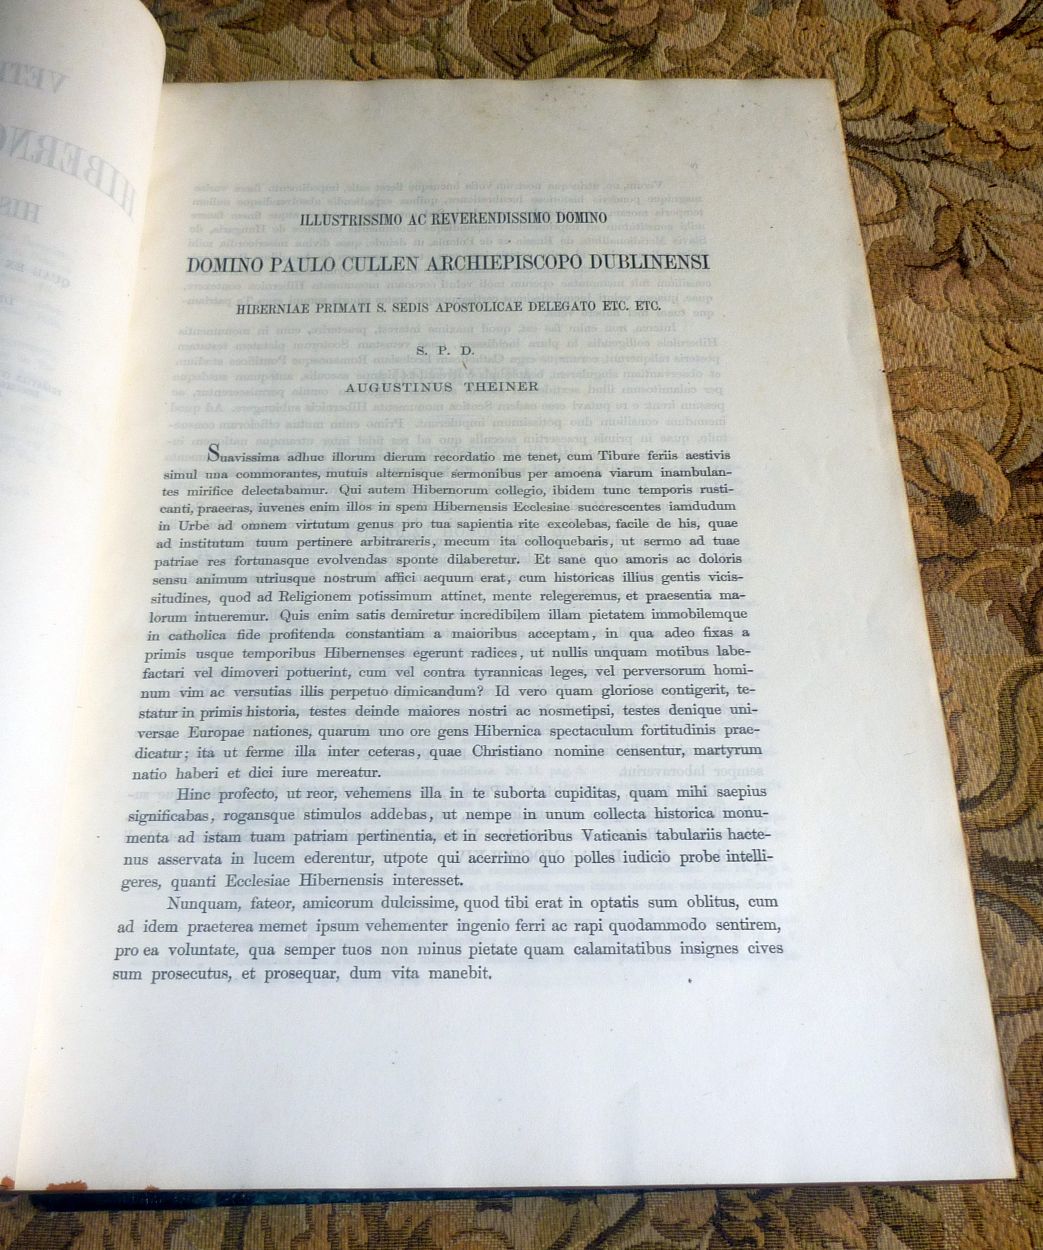 ILLUSTRISSIMO AC REVERENDISSIMO DOMINO
DOMINO PAULO CULLEN ARCHIEPISCOPO DUBLINENSI
HIBERNIAE PRIMATI S. SEDIS APOSTOLICAE DELEGATO ETC. ETC.
S. P. D.
AUGUSTINUS THEINER
Suavissima adhuc illorum dierum recordatio me tenet, cum Tibure feriis aestivis
simul una commorantes, mutuis alternisque sermonibus per amoena viarum inambulan-
tes mirifice delectabamur. Qui autem Hibernorum collegio, ibidem tunc temporis rusti-
canti, praeeras, iuvenes enim illos in spem Hibernensis Ecclesiae succrescentes iamdudum
in Urbe ad omnem virtutum genus pro tua sapientia rite excolebas, facile de his, quae
ad institutum tuum pertinere arbitrareris, mecum ita colloquebaris, ut sermo ad tuae
patriae res fortunasque evolvendas sponte dilaberetur. Et sane quo amoris ac doloris
sensu animum utriusque nostrum affici aequum erat, cum historicas illius gentis vicis-
situdines, quod ad Religionem potissimum attinet, mente relegeremus, et praesentia ma-
lorum intueremur. Quis enim satis demiretur incredibilem illam pietatem immobilemque
in catholica fide profitenda constantiam a maioribus acceptam, in qua adeo fixas a
primis usque temporibus Hibernenses egerunt radices, ut nullis unquam motibus labe-
factari vel dimoveri potuerint, cum vel contra tyrannicas leges, vel perversorum homi-
num vim ac versutias illis perpetuo dimicandum? Id vero quam gloriose contigerit, te-
statur in primis historia, testes deinde maiores nostri ac nosmetipsi, testes denique uni-
versae Europae nationes, quarum uno ore gens Hibernica spectaculum fortitudinis prae-
dicatur; ita ut ferme illa inter ceteras, quae Christiano nomine censentur, martyrum
natio haberi et dici iure mereatur.
Hinc profecto, ut reor, vehemens illa in te suborta cupiditas, quam mihi saepius
significabas, rogansque stimulos addebas, ut nempe in unum collecta historica monu-
menta ad istam tuam patriam pertinentia, et in secretioribus Vaticanis tabulariis hacte-
nus asservata in lucem ederentur, utpote qui acerrimo quo polles iudicio probe intelli-
geres, quanti Ecclesiae Hibernensis interesset.
Nunquam, fateor, amicorum dulcissime, quod tibi erat in optatis sum oblitus, cum
ad idem praeterea memet ipsum vehementer ingenio ferri ac rapi quodammodo sentirem,
pro ea voluntate, qua semper tuos non minus pietate quam calamitatibus insignes cives
sum prosecutus, et prosequar, dum vita manebit.